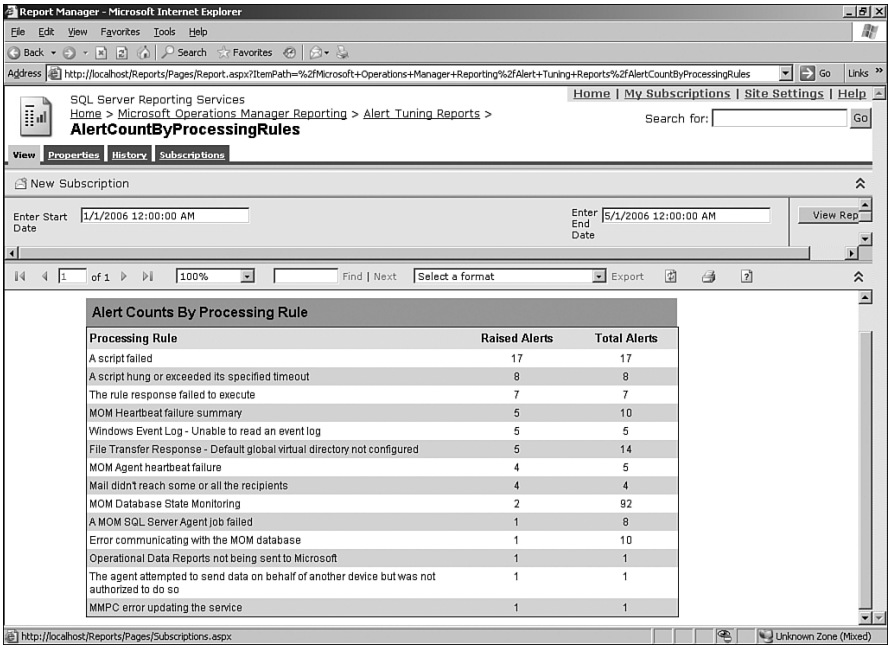 Report Manager - Microsoft Internet Explorer
File Edit View Favorites Tools Help
Back Search Favorites
Address http://localhost/Reports/Pages/Report.aspx?ItemPath=%2fMicrosoft+Operations+Manager+Reporting%2fAlert+Tuning+Reports%2fAlertCountByProcessingRules Go Links »
Home | My Subscriptions | Site Settings | Help
SQL Server Reporting Services
Home > Microsoft Operations Manager Reporting > Alert Tuning Reports >
Search for: Go
AlertCountByProcessingRules
View Properties History Subscriptions
New Subscription
Enter Start Date 1/1/2006 12:00:00 AM Enter End Date 5/1/2006 12:00:00 AM View Rep
1 of 1 100% Find | Next Select a format Export
Alert Counts By Processing Rule
Processing Rule Raised Alerts Total Alerts
A script failed 17 17
A script hung or exceeded its specified timeout 8 8
The rule response failed to execute 7 7
MOM Heartbeat failure summary 5 10
Windows Event Log - Unable to read an event log 5 5
File Transfer Response - Default global virtual directory not configured 5 14
MOM Agent heartbeat failure 4 5
Mail didn't reach some or all the recipients 4 4
MOM Database State Monitoring 2 92
A MOM SQL Server Agent job failed 1 8
Error communicating with the MOM database 1 10
Operational Data Reports not being sent to Microsoft 1 1
The agent attempted to send data on behalf of another device but was not 1 1
authorized to do so
MMPC error updating the service 1 1
http://localhost/Reports/Pages/Subscriptions.aspx Unknown Zone (Mixed)